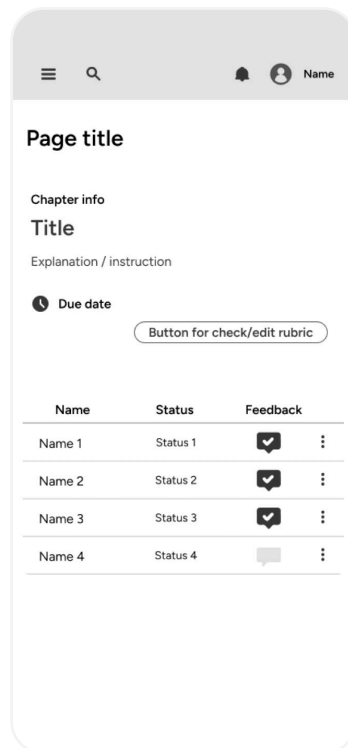 Name
Page title
Chapter info
Title
Explanation / instruction
Due date
Button for check/edit rubric
Name Status Feedback
Name 1 Status 1
Name 2 Status 2
Name 3 Status 3
Name 4 Status 4